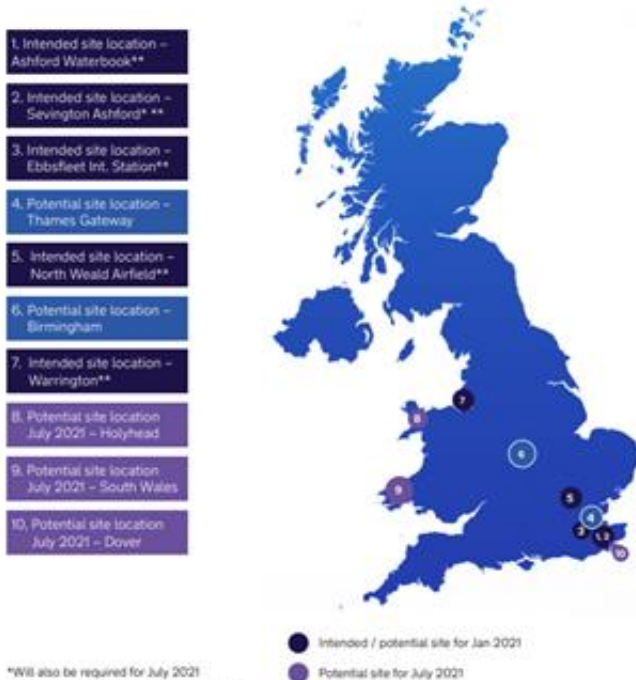 1. Intended site location –
Ashford Waterbook**
2. Intended site location –
Sevington Ashford* **
3. Intended site location –
Ebbsfleet Int. Station**
4. Potential site location –
Thames Gateway
5. Intended site location –
North Weald Airfield**
6. Potential site location –
Birmingham
7. Intended site location –
Warrington**
8. Potential site location
July 2021 – Holyhead
9. Potential site location
July 2021 – South Wales
10. Potential site location
July 2021 – Dover
7
8
6
9
5
4
3
1, 2
10
Intended / potential site for Jan 2021
*Will also be required for July 2021
Potential site for July 2021